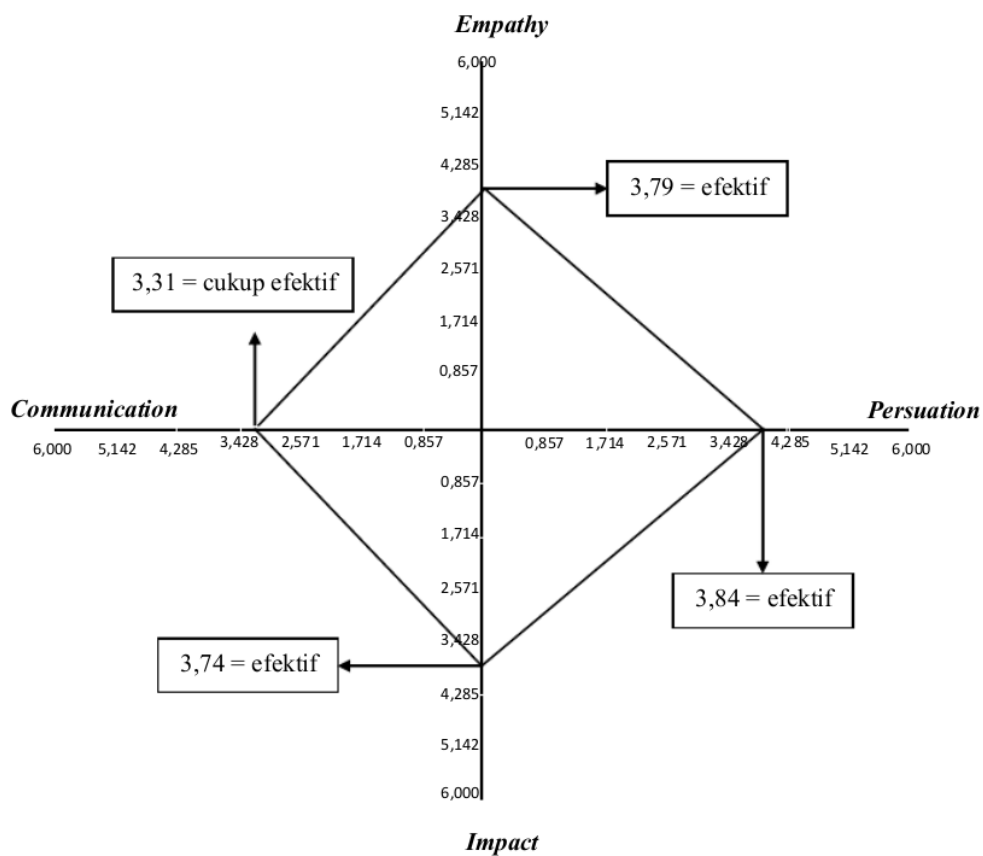 Empathy
6,000
5,142
4,285
3,79 = efektif
3,428
2,571
3,31 = cukup efektif
1,714
0,857
Communication
Persuation
6,000 5,142 4,285 3,428 2,571 1,714 0,857 0,857 1,714 2,571 3,428 4,285 5,142 6,000
0,857
1,714
2,571
3,84 = efektif
3,428
3,74 = efektif
4,285
5,142
6,000
Impact